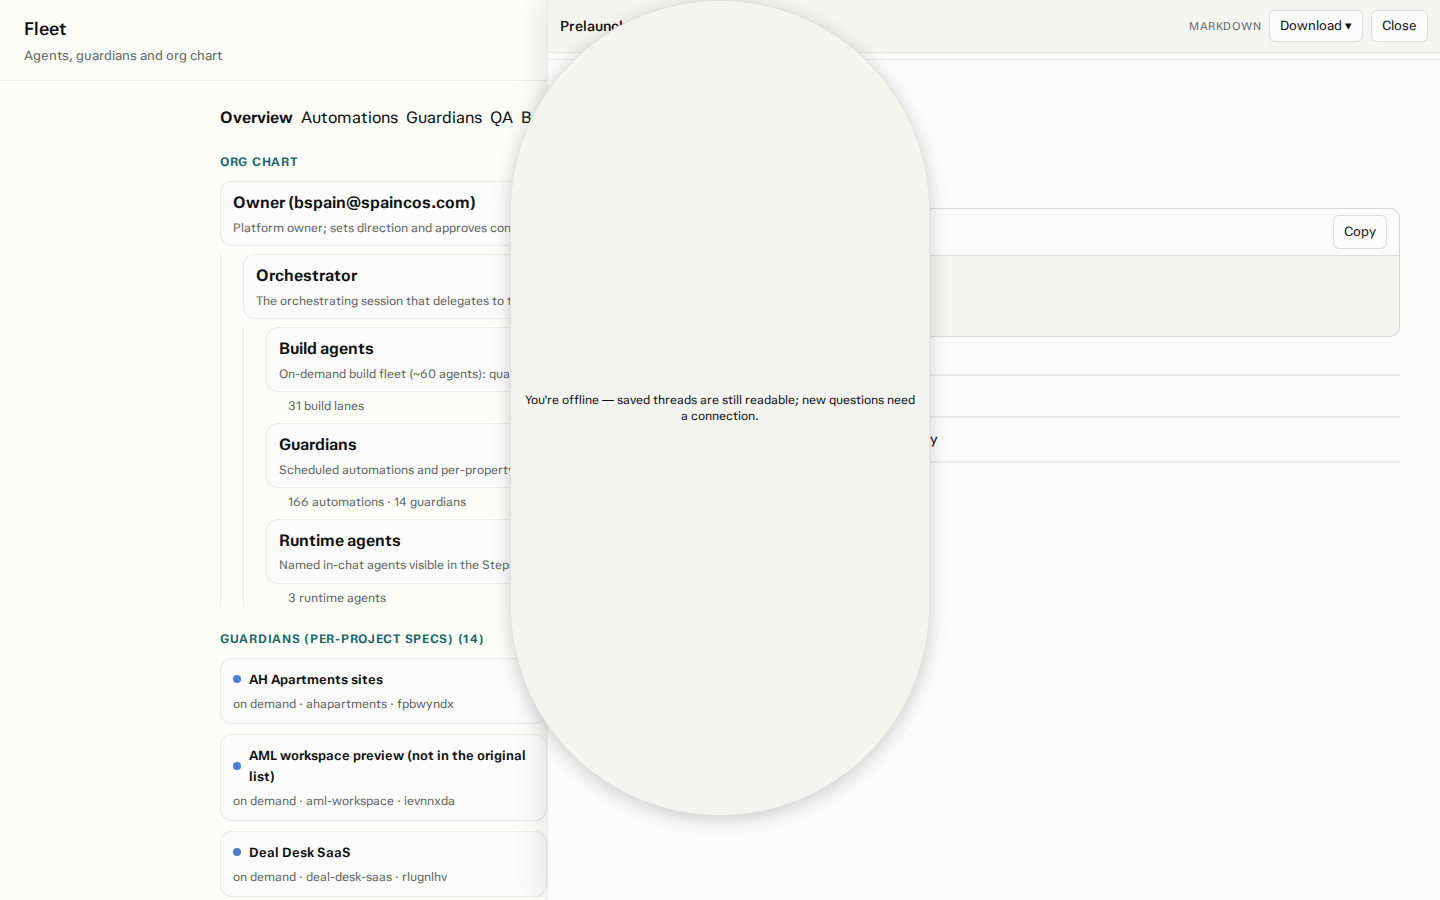 Fleet
Agents, guardians and org chart
Overview Automations Guardians QA
ORG CHART
Owner (bspain@spaincos.com)
Platform owner; sets direction and approves
Orchestrator
The orchestrating session that delegates to
Build agents
On-demand build fleet (~60 agents):
31 build lanes
Guardians
Scheduled automations and per-property
166 automations · 14 guardians
Runtime agents
Named in-chat agents visible in the
3 runtime agents
GUARDIANS (PER-PROJECT SPECS) (14)
AH Apartments sites
on demand · ahapartments · fpbwyndx
AML workspace preview (not in the original
list)
on demand · aml-workspace · ievnnxda
Deal Desk SaaS
on demand · deal-desk-saas · rlugnlhv
MARKDOWN Download ▾ Close
Copy
You're offline — saved threads are still readable; new questions need
a connection.